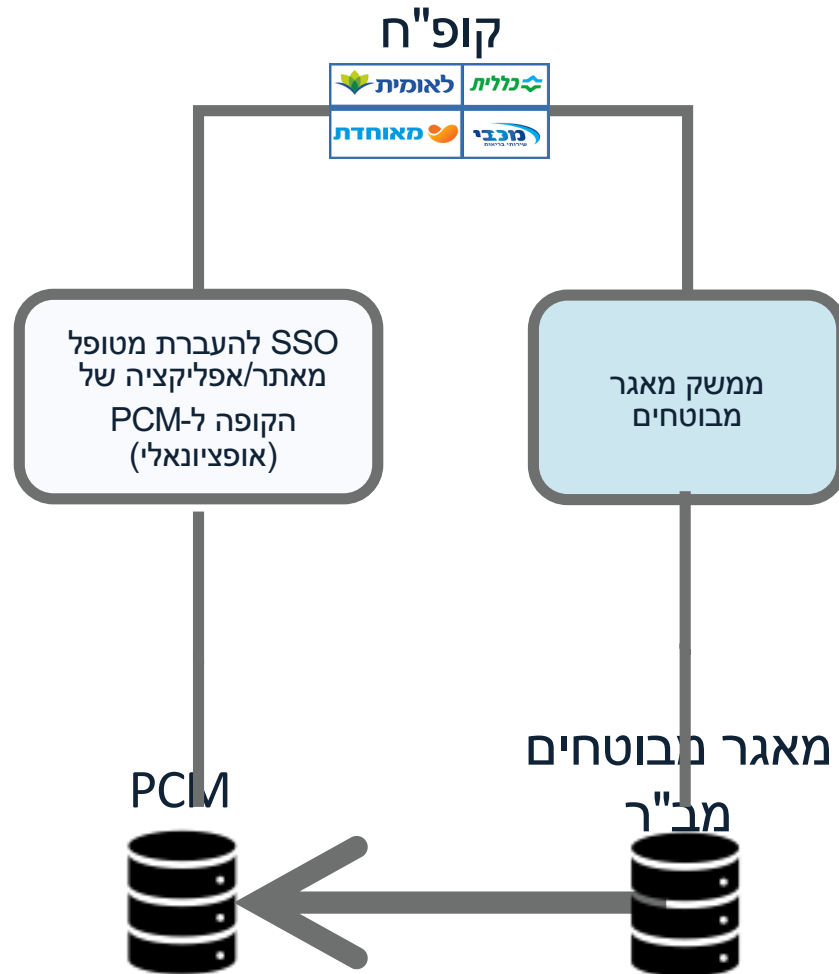 קופ"ח
כללית
לאומית
מכבי
שירותי בריאות
מאוחדת
ממשק מאגר
מבוטחים
SSO להעברת מטופל
מאתר/אפליקציה של
הקופה ל-PCM
(אופציונאלי)
מאגר מבוטחים
מב"ר
PCM